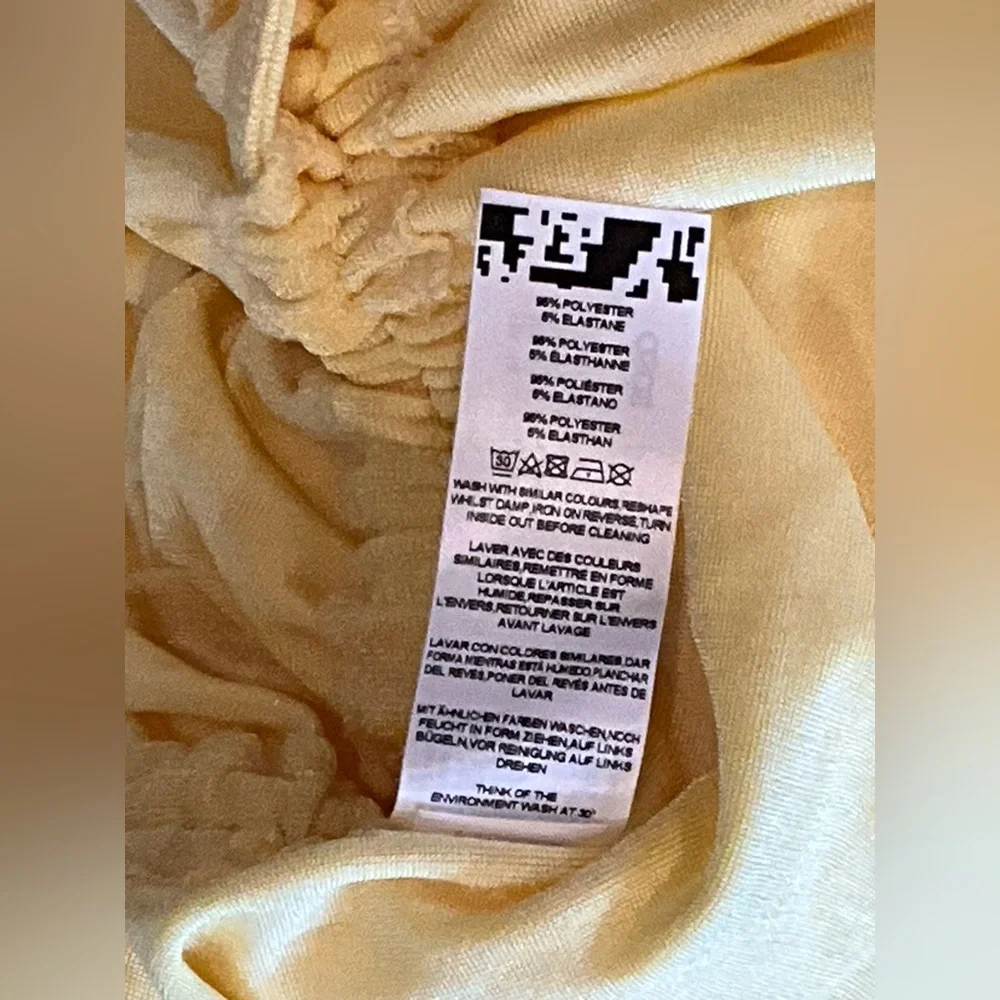 95% POLYESTER
5% ELASTANE
95% POLYESTER
5% ÉLASTHANNE
95% POLIÉSTER
5% ELASTANO
95% POLYESTER
5% ELASTHAN
30
WASH WITH SIMILAR COLOURS,RESHAPE
WHILST DAMP,IRON ON REVERSE,TURN
INSIDE OUT BEFORE CLEANING
LAVER AVEC DES COULEURS
SIMILAIRES,REMETTRE EN FORME
LORSQUE L'ARTICLE EST
HUMIDE,REPASSER SUR
L'ENVERS,RETOURNER SUR L'ENVERS
AVANT LAVAGE
LAVAR CON COLORES SIMILARES,DAR
FORMA MIENTRAS ESTÁ HUMEDO,PLANCHAR
DEL REVÉS,PONER DEL REVÉS ANTES DE
LAVAR
MIT ÄHNLICHEN FARBEN WASCHEN,NOCH
FEUCHT IN FORM ZIEHEN,AUF LINKS
BÜGELN,VOR REINIGUNG AUF LINKS
DREHEN
THINK OF THE
ENVIRONMENT WASH AT 30°